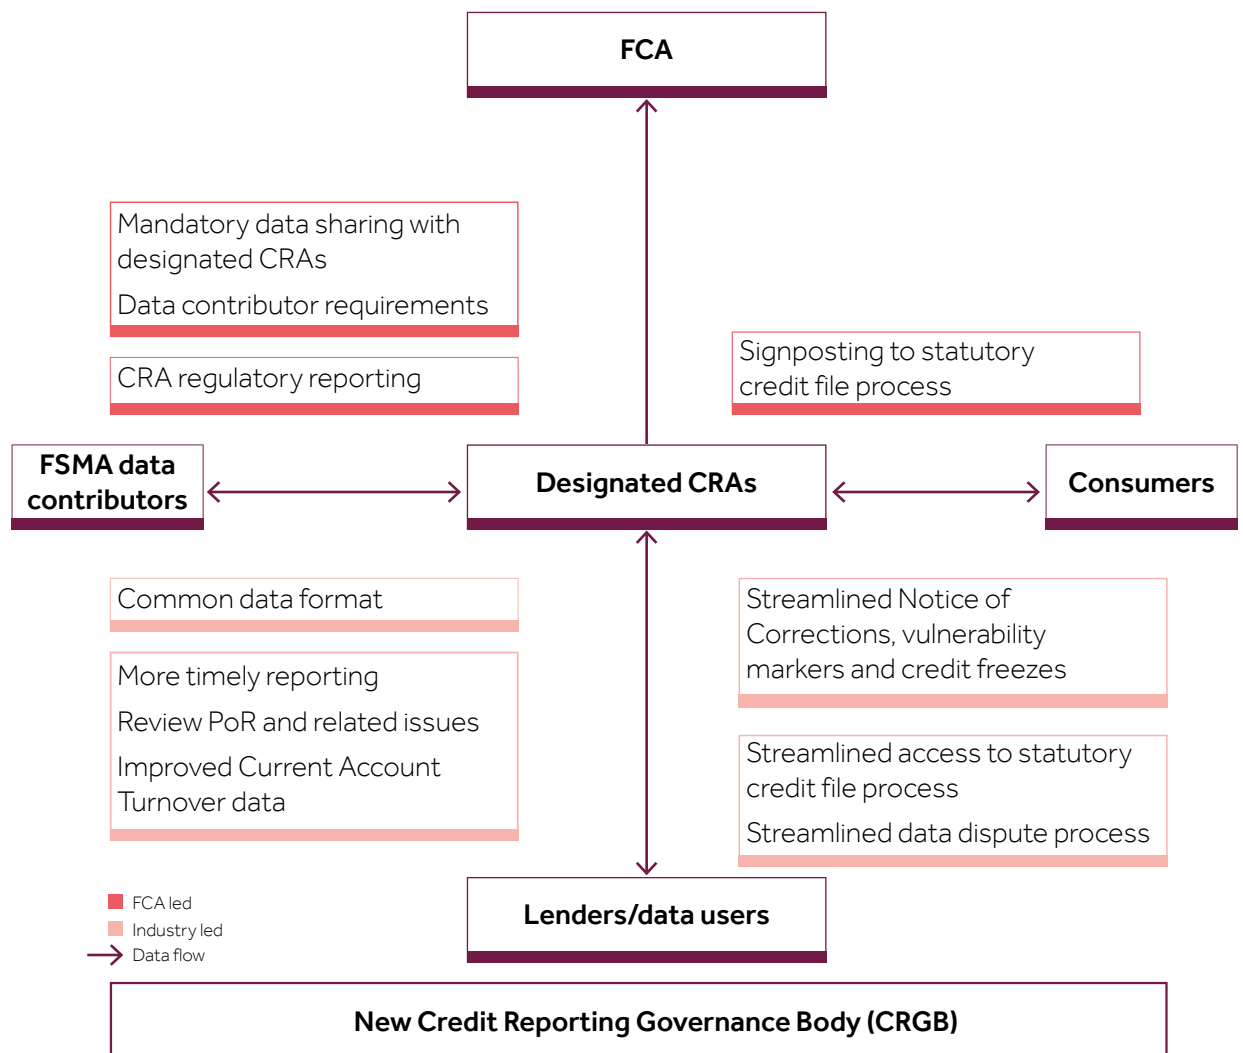 FCA
Mandatory data sharing with
designated CRAs
Data contributor requirements
CRA regulatory reporting
Signposting to statutory
credit file process
FSMA data
contributors
Designated CRAs
Consumers
Common data format
More timely reporting
Review PoR and related issues
Improved Current Account
Turnover data
Streamlined Notice of
Corrections, vulnerability
markers and credit freezes
Streamlined access to statutory
credit file process
Streamlined data dispute process
FCA led
Industry led
Data flow
Lenders/data users
New Credit Reporting Governance Body (CRGB)